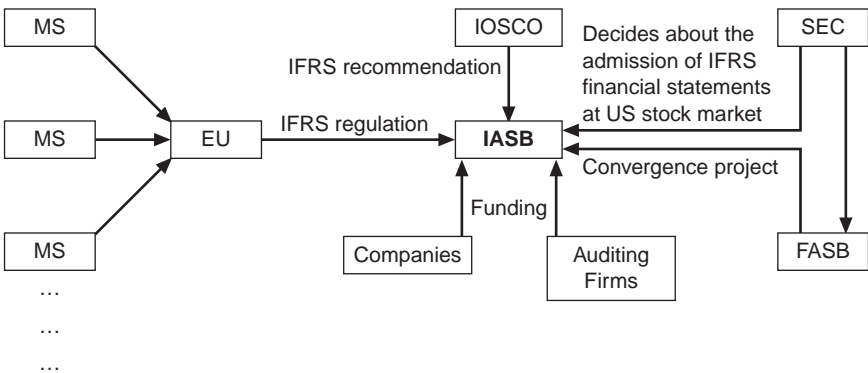 MS
IOSCO
SEC
Decides about the
admission of IFRS
financial statements
at US stock market
IFRS recommendation
MS
EU
IFRS regulation
IASB
Convergence project
Funding
MS
Companies
Auditing
Firms
FASB
…
…
…